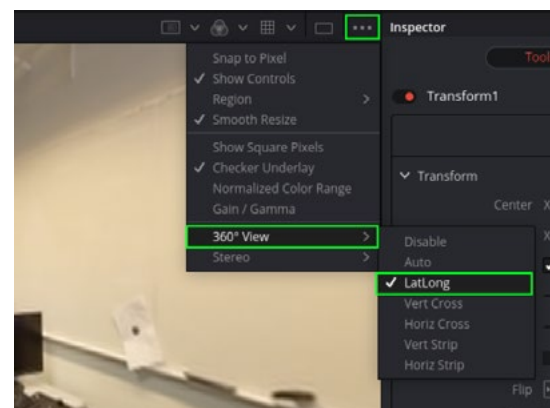 Inspector
Snap to Pixel
Tool
✓ Show Controls
Region >
Transform1
✓ Smooth Resize
Show Square Pixels
✓ Checker Underlay
Transform
Normalized Color Range
Center X
Gain / Gamma
360° View >
X
Disable
Stereo >
Auto
✓ LatLong
Vert Cross
Horiz Cross
Vert Strip
Horiz Strip
Flip